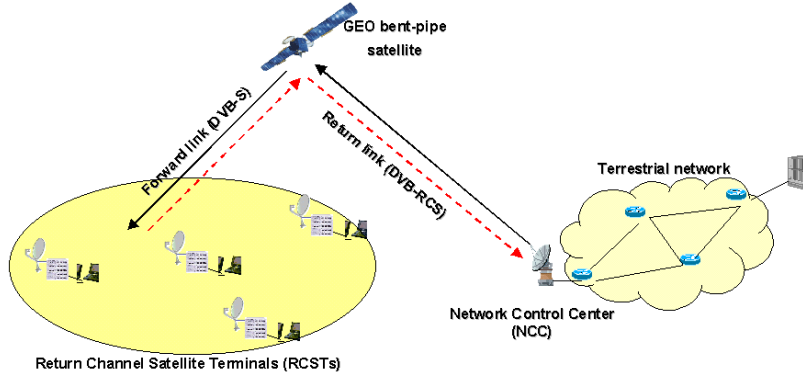 GEO bent-pipe
satellite
Forward link (DVB-S)
Return link (DVB-RCS)
Terrestrial network
Network Control Center
(NCC)
Return Channel Satellite Terminals (RCSTs)